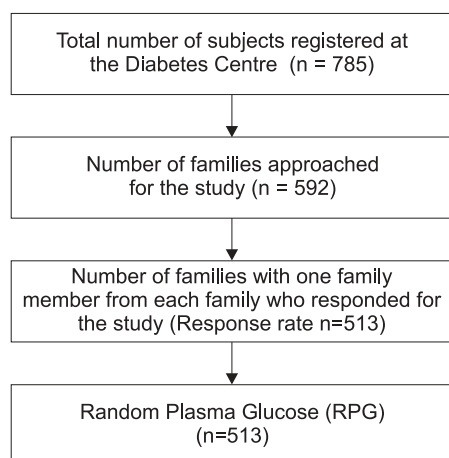 Total number of subjects registered at
the Diabetes Centre (n = 785)
Number of families approached
for the study (n = 592)
Number of families with one family
member from each family who responded for
the study (Response rate n=513)
Random Plasma Glucose (RPG)
(n=513)